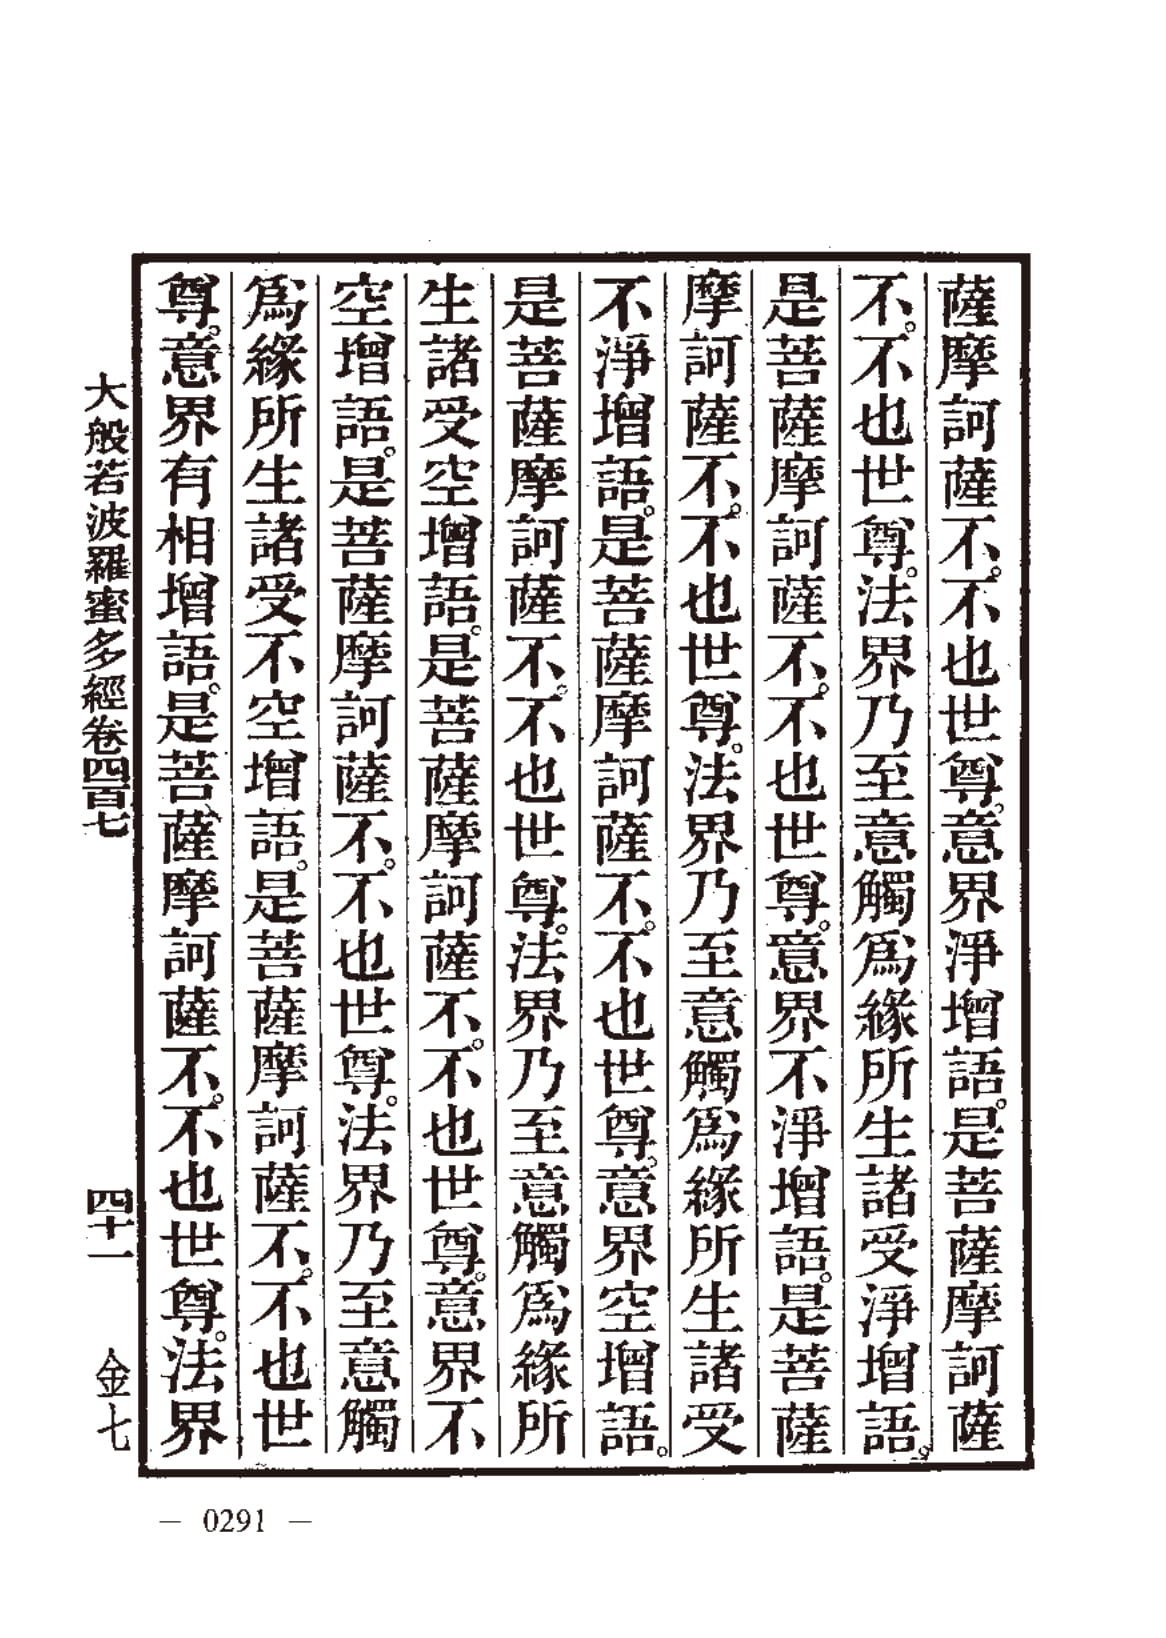 薩摩訶薩不。不也世尊。意界淨增語。是菩薩摩訶薩
不。不也世尊。法界乃至意觸爲緣所生諸受淨增語。
是菩薩摩訶薩不。不也世尊。意界不淨增語。是菩薩
摩訶薩不。不也世尊。法界乃至意觸爲緣所生諸受
不淨增語。是菩薩摩訶薩不。不也世尊。意界空增語。
是菩薩摩訶薩不。不也世尊。法界乃至意觸爲緣所
生諸受空增語。是菩薩摩訶薩不。不也世尊。意界不
空增語。是菩薩摩訶薩不。不也世尊。法界乃至意觸
爲緣所生諸受不空增語。是菩薩摩訶薩不。不也世
尊。意界有相增語。是菩薩摩訶薩不。不也世尊。法界
大般若波羅蜜多經卷四百七 四十一 金七
— 0291 —